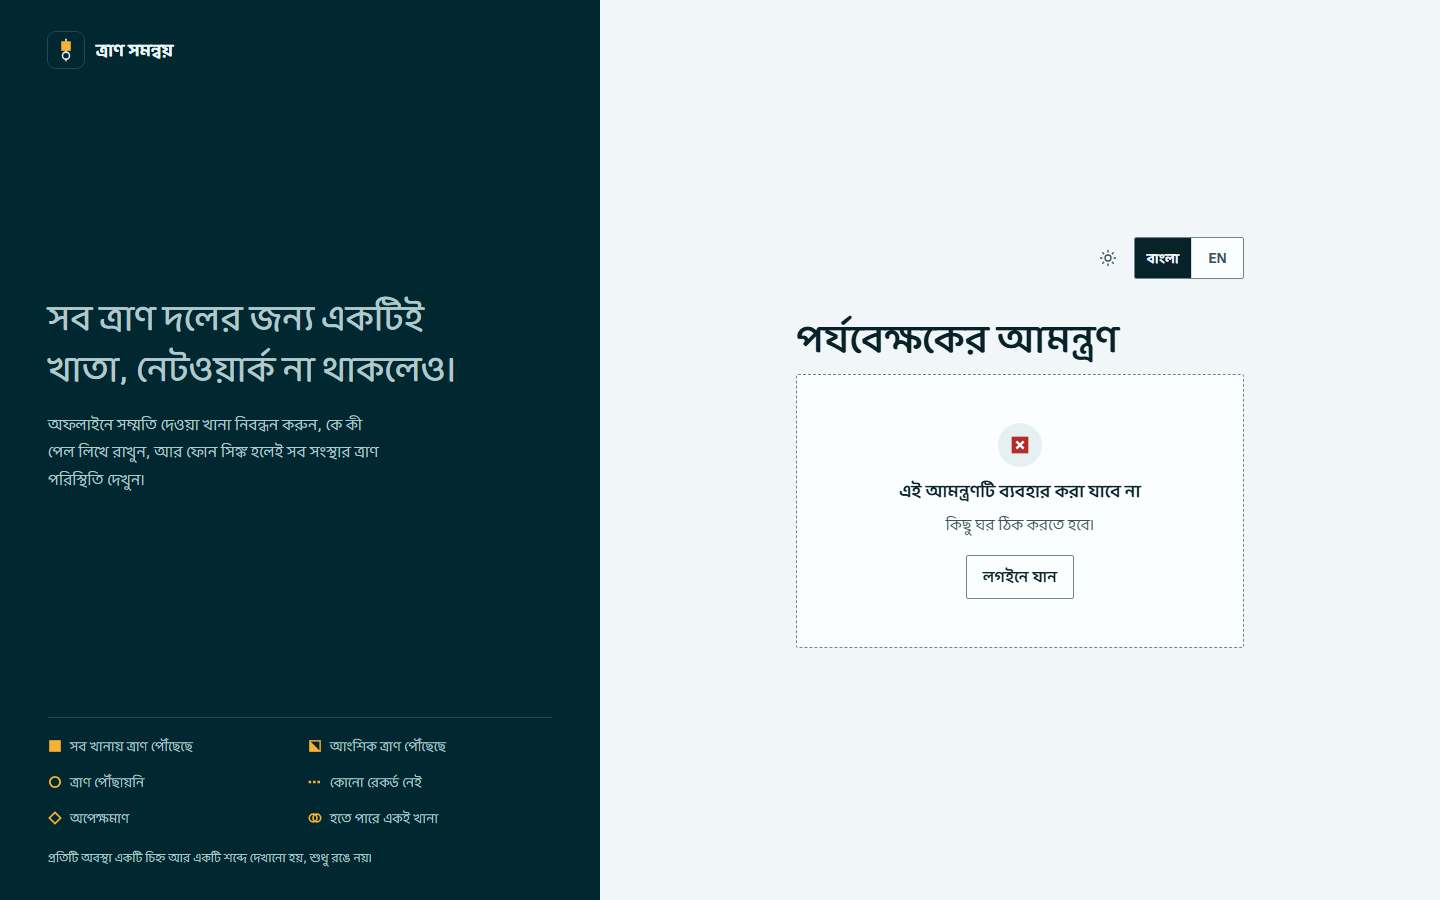 ত্রাণ সমন্বয়
সব ত্রাণ দলের জন্য একটিই
খাতা, নেটওয়ার্ক না থাকলেও।
অফলাইনে সম্মতি দেওয়া খানা নিবন্ধন করুন, কে কী
পেল লিখে রাখুন, আর ফোন সিঙ্ক হলেই সব সংস্থার ত্রাণ
পরিস্থিতি দেখুন।
সব খানায় ত্রাণ পৌঁছেছে
আংশিক ত্রাণ পৌঁছেছে
ত্রাণ পৌঁছায়নি
কোনো রেকর্ড নেই
অপেক্ষমাণ
হতে পারে একই খানা
প্রতিটি অবস্থা একটি চিহ্ন আর একটি শব্দে দেখানো হয়, শুধু রঙে নয়।
বাংলা
EN
পর্যবেক্ষকের আমন্ত্রণ
এই আমন্ত্রণটি ব্যবহার করা যাবে না
কিছু ঘর ঠিক করতে হবে।
লগইনে যান